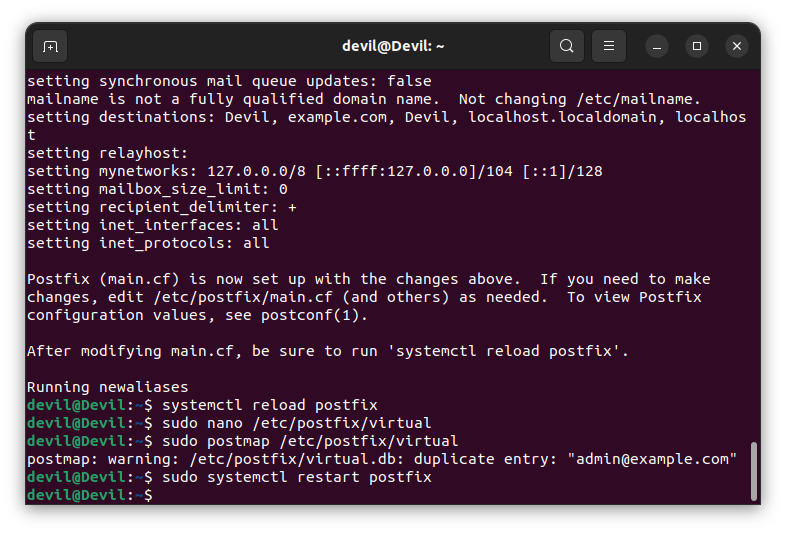 devil@Devil: ~
setting synchronous mail queue updates: false
mailname is not a fully qualified domain name.  Not changing /etc/mailname.
setting destinations: Devil, example.com, Devil, localhost.localdomain, localhos
t
setting relayhost:
setting mynetworks: 127.0.0.0/8 [::ffff:127.0.0.0]/104 [::1]/128
setting mailbox_size_limit: 0
setting recipient_delimiter: +
setting inet_interfaces: all
setting inet_protocols: all
Postfix (main.cf) is now set up with the changes above.  If you need to make
changes, edit /etc/postfix/main.cf (and others) as needed.  To view Postfix
configuration values, see postconf(1).
After modifying main.cf, be sure to run 'systemctl reload postfix'.
Running newaliases
devil@Devil:~$ systemctl reload postfix
devil@Devil:~$ sudo nano /etc/postfix/virtual
devil@Devil:~$ sudo postmap /etc/postfix/virtual
postmap: warning: /etc/postfix/virtual.db: duplicate entry: "admin@example.com"
devil@Devil:~$ sudo systemctl restart postfix
devil@Devil:~$